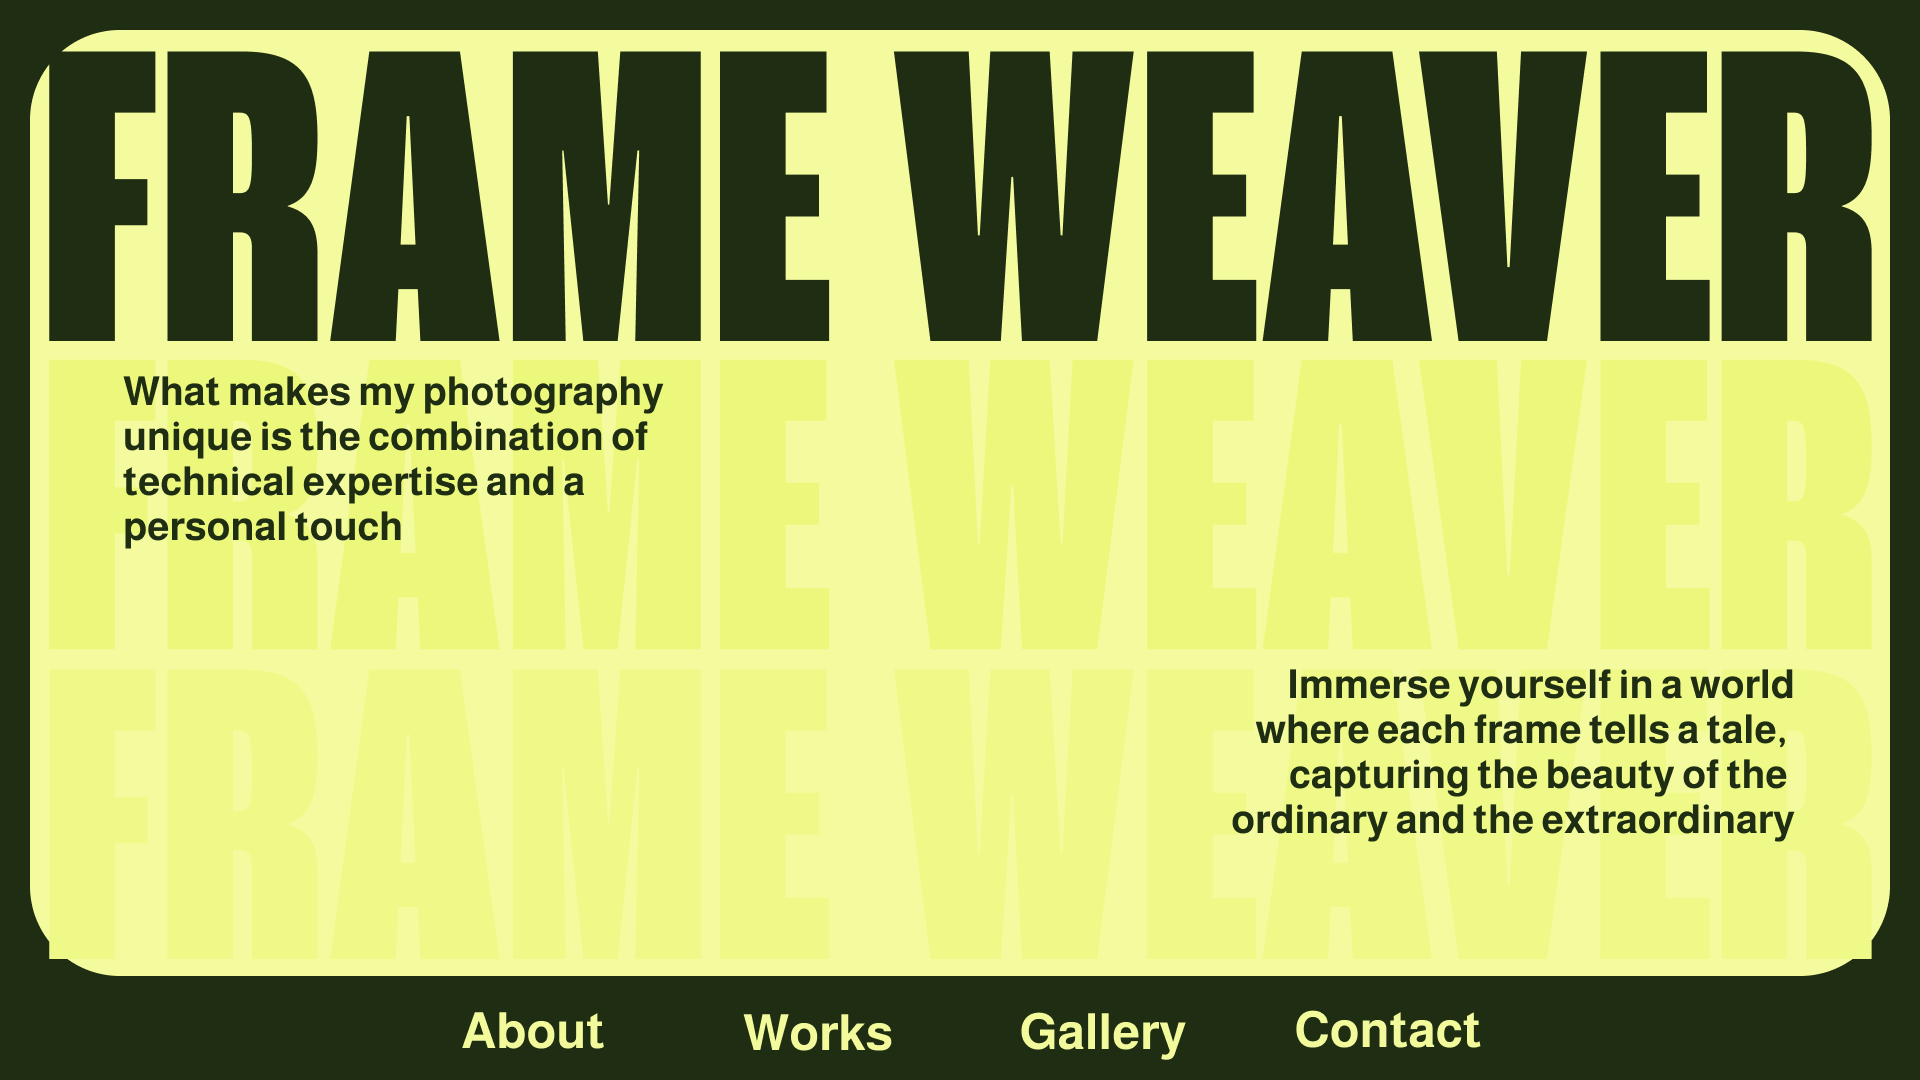 FRAME WEAVER
FRAME WEAVER
What makes my photography
unique is the combination of
technical expertise and a
personal touch
FRAME WEAVER
Immerse yourself in a world
where each frame tells a tale,
capturing the beauty of the
ordinary and the extraordinary
About Works Gallery Contact